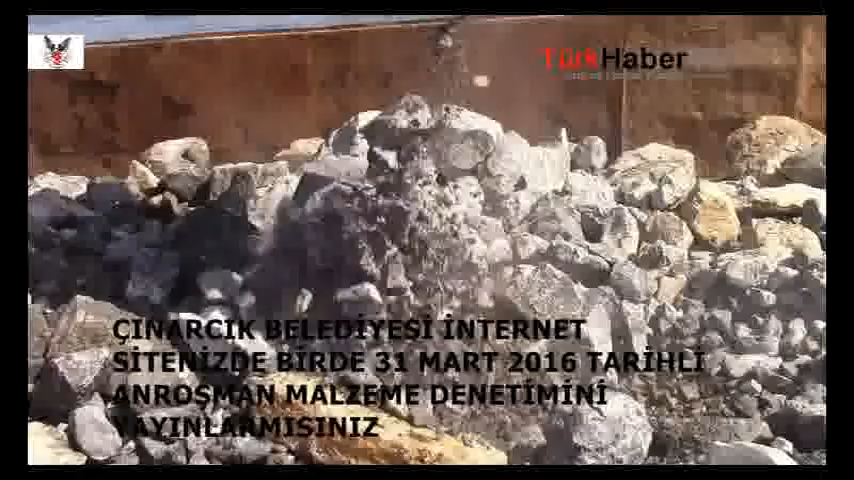 TürkHaber
ÇINARCIK BELEDİYESİ İNTERNET
SİTENİZDE BİRDE 31 MART 2016 TARİHLİ
ANROŞMAN MALZEME DENETİMİNİ
YAYINLARMISINIZ